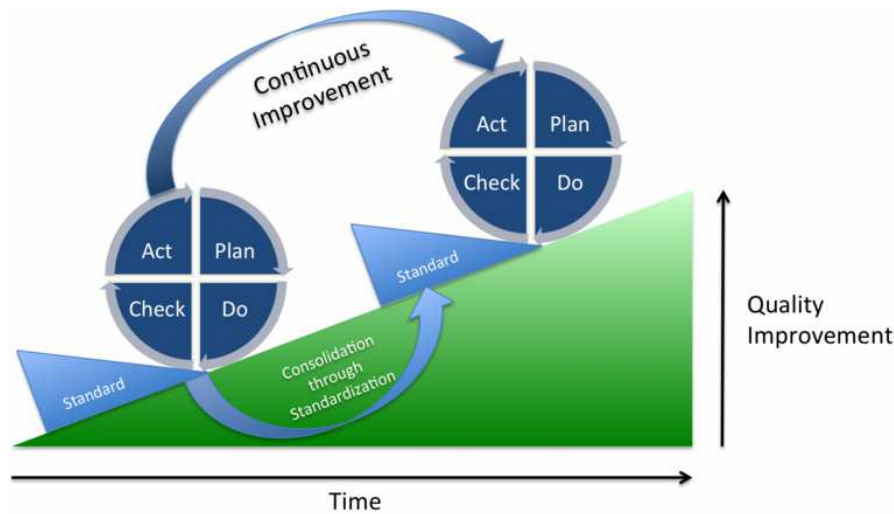 Continuous
Improvement
Act Plan
Check Do
Act Plan
Check Do
Standard
Standard
Consolidation
through
Standardization
Quality
Improvement
Time